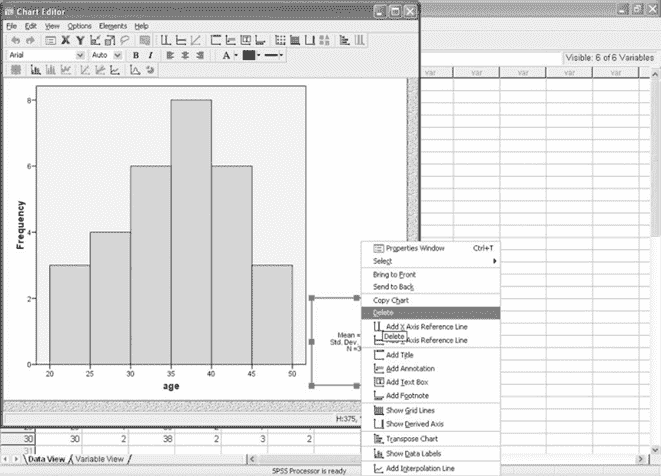 Chart Editor
File Edit View Options Elements Help
Arial Auto B I A
Visible: 6 of 6 Variables
var var var var var
Frequency
8
6
4
2
0
20 25 30 35 40 45 50
age
Mean =
Std. Dev.
N =3
Properties Window Ctrl+T
Select
Bring to Front
Send to Back
Copy Chart
Delete
Add X Axis Reference Line
Delete
Axis Reference Line
Add Title
Add Annotation
Add Text Box
Add Footnote
Show Grid Lines
Show Derived Axis
Transpose Chart
Show Data Labels
Add Interpolation Line
H:375,
30 30 2 38 2 3 2
31
Data View Variable View
SPSS Processor is ready